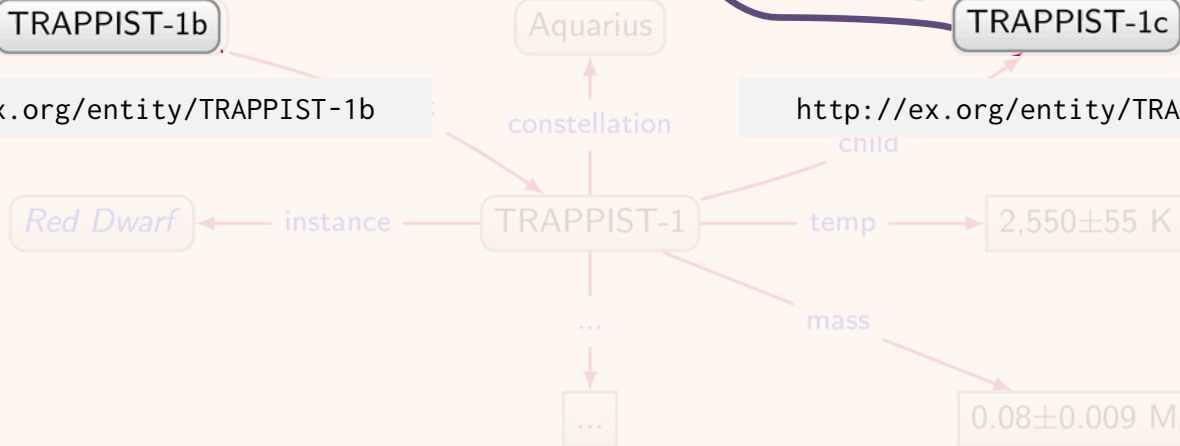 TRAPPIST-1b
Aquarius
TRAPPIST-1c
x.org/entity/TRAPPIST-1b
http://ex.org/entity/TRA
constellation
child
Red Dwarf
instance
TRAPPIST-1
temp
2,550±55 K
...
mass
...
0.08±0.009 M